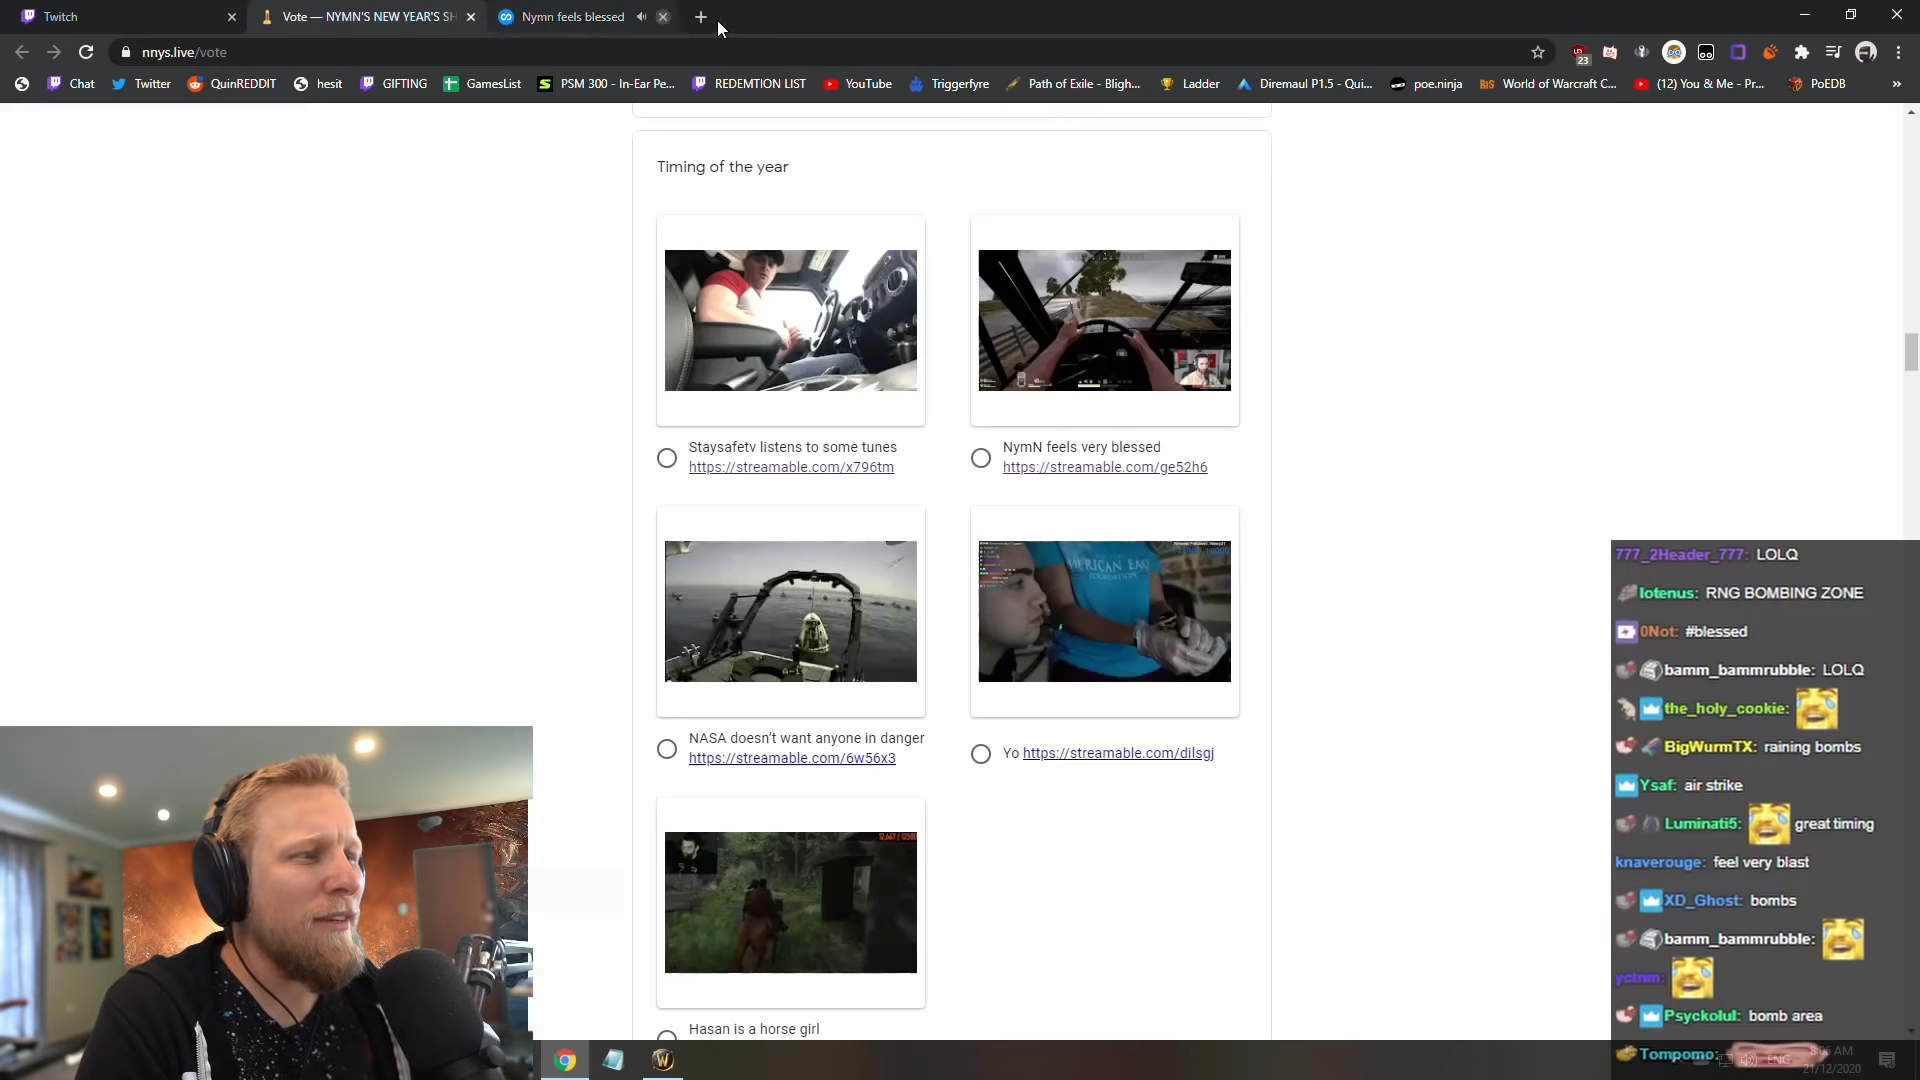 Twitch
Vote — NYMN'S NEW YEAR'S SH
Nymn feels blessed
nnys.live/vote
23
Chat
Twitter
QuinREDDIT
hesit
GIFTING
GamesList
PSM 300 - In-Ear Pe...
REDEMTION LIST
YouTube
Triggerfyre
Path of Exile - Bligh...
Ladder
Diremaul P1.5 - Qui...
poe.ninja
BIS
World of Warcraft C...
(12) You & Me - Pr...
PoEDB
Timing of the year
Staysafetv listens to some tunes
https://streamable.com/x796tm
NymN feels very blessed
https://streamable.com/ge52h6
NASA doesn't want anyone in danger
https://streamable.com/6w56x3
Yo https://streamable.com/dilsgj
Hasan is a horse girl
777_2Header_777: LOLQ
lotenus: RNG BOMBING ZONE
0Not: #blessed
bamm_bammrubble: LOLQ
the_holy_cookie:
BigWurmTX: raining bombs
Ysaf: air strike
Luminati5: great timing
knaverouge: feel very blast
XD_Ghost: bombs
bamm_bammrubble:
yctnm:
Psyckolul: bomb area
Tompomo:
ENG
21/12/2020